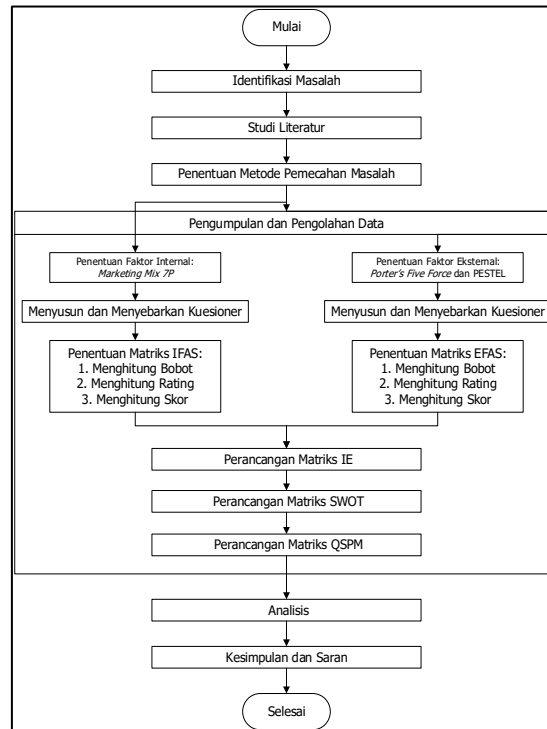 Mulai
Identifikasi Masalah
Studi Literatur
Penentuan Metode Pemecahan Masalah
Pengumpulan dan Pengolahan Data
Penentuan Faktor Internal:
Marketing Mix 7P
Menyusun dan Menyebarkan Kuesioner
Penentuan Matriks IFAS:
1. Menghitung Bobot
2. Menghitung Rating
3. Menghitung Skor
Penentuan Faktor Eksternal:
Porter's Five Force dan PESTEL
Menyusun dan Menyebarkan Kuesioner
Penentuan Matriks EFAS:
1. Menghitung Bobot
2. Menghitung Rating
3. Menghitung Skor
Perancangan Matriks IE
Perancangan Matriks SWOT
Perancangan Matriks QSPM
Analisis
Kesimpulan dan Saran
Selesai